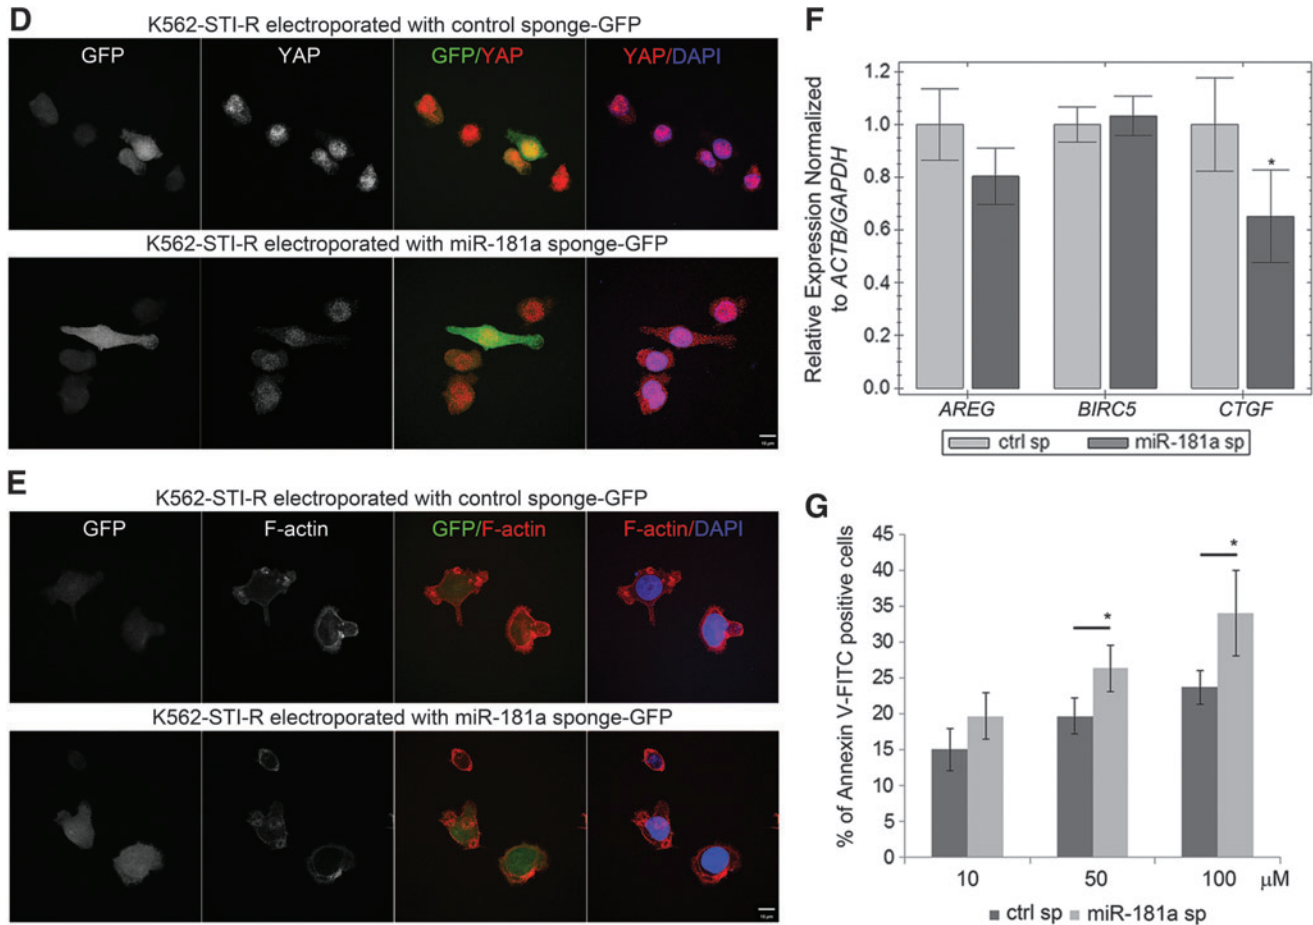 D
K562-STI-R electroporated with control sponge-GFP
GFP YAP GFP/YAP YAP/DAPI
K562-STI-R electroporated with miR-181a sponge-GFP
10 µm
E
K562-STI-R electroporated with control sponge-GFP
GFP F-actin GFP/F-actin F-actin/DAPI
K562-STI-R electroporated with miR-181a sponge-GFP
10 µm
F
Relative Expression Normalized
to ACTB/GAPDH
1.2
1.0
0.8
0.6
0.4
0.2
0.0
*
AREG BIRC5 CTGF
ctrl sp miR-181a sp
G
% of Annexin V-FITC positive cells
45
40
35
30
25
20
15
10
5
0
*
*
10 50 100 µM
ctrl sp miR-181a sp